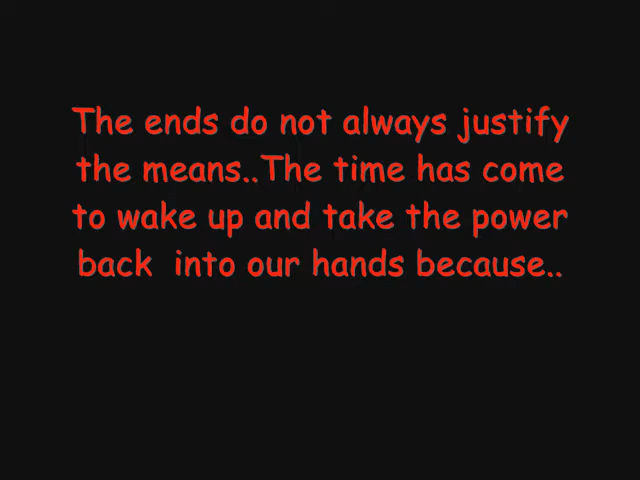 The ends do not always justify
the means..The time has come
to wake up and take the power
back  into our hands because..